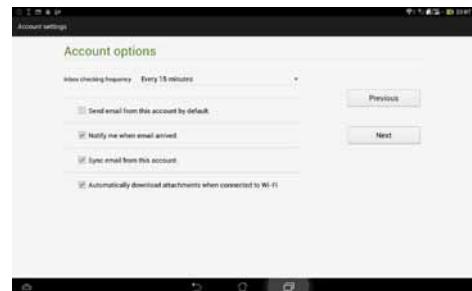 Account settings
Account options
Inbox checking frequency Every 15 minutes
Previous
Send email from this account by default.
Notify me when email arrived.
Next
Sync email from this account.
Automatically download attachments when connected to Wi-Fi